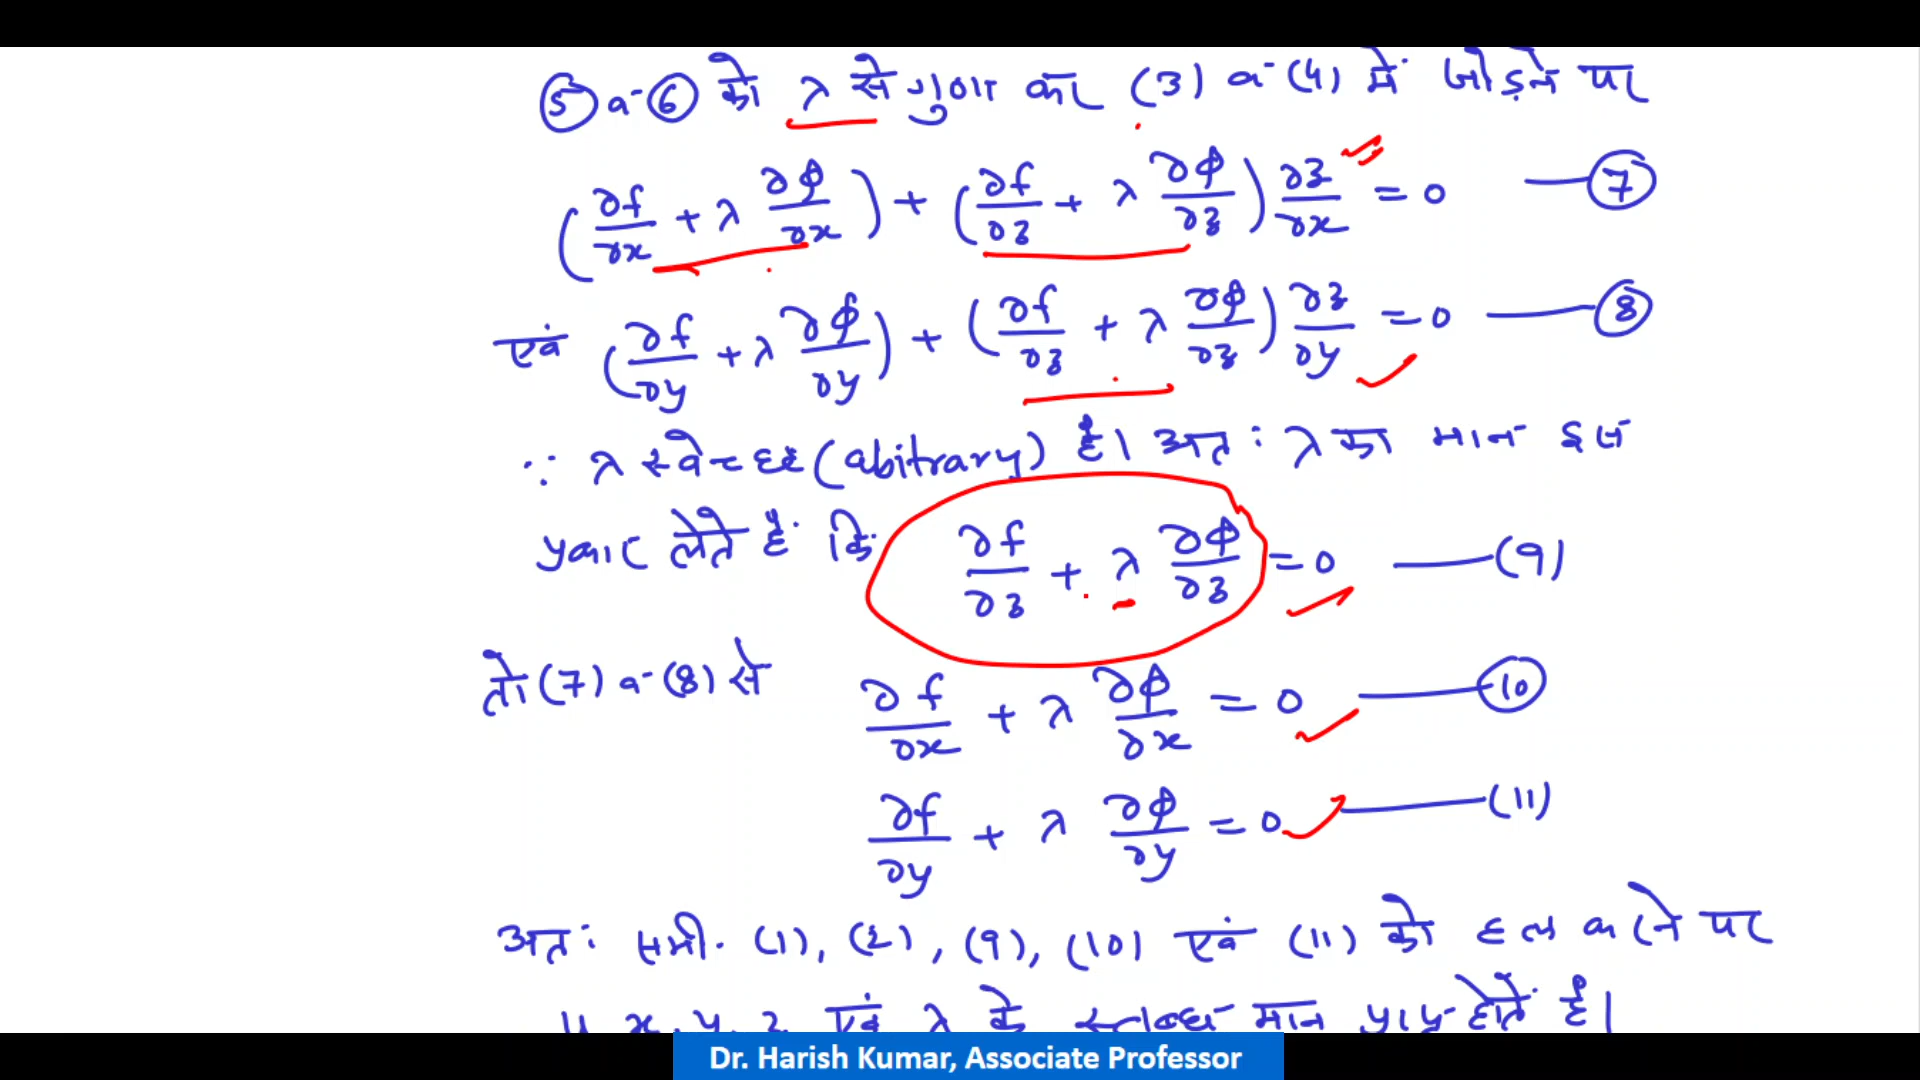 ⑤ व ⑥ को λ से गुणा कर (3) व (4) में जोड़ने पर
(∂f/∂x + λ ∂φ/∂x) + (∂f/∂z + λ ∂φ/∂z) ∂z/∂x = 0 — ⑦
एवं (∂f/∂y + λ ∂φ/∂y) + (∂f/∂z + λ ∂φ/∂z) ∂z/∂y = 0 — ⑧
∵ λ स्वेच्छ (abitrary) है। अतः λ का मान इस
प्रकार लेते हैं कि ∂f/∂z + λ ∂φ/∂z = 0 — (9)
तो (7) व (8) से ∂f/∂x + λ ∂φ/∂x = 0 — ⑩
∂f/∂y + λ ∂φ/∂y = 0 — (11)
अतः समी. (1), (2), (9), (10) एवं (11) को हल करने पर
u, x, y, z एवं λ के स्तब्ध मान प्राप्त होते हैं।
Dr. Harish Kumar, Associate Professor